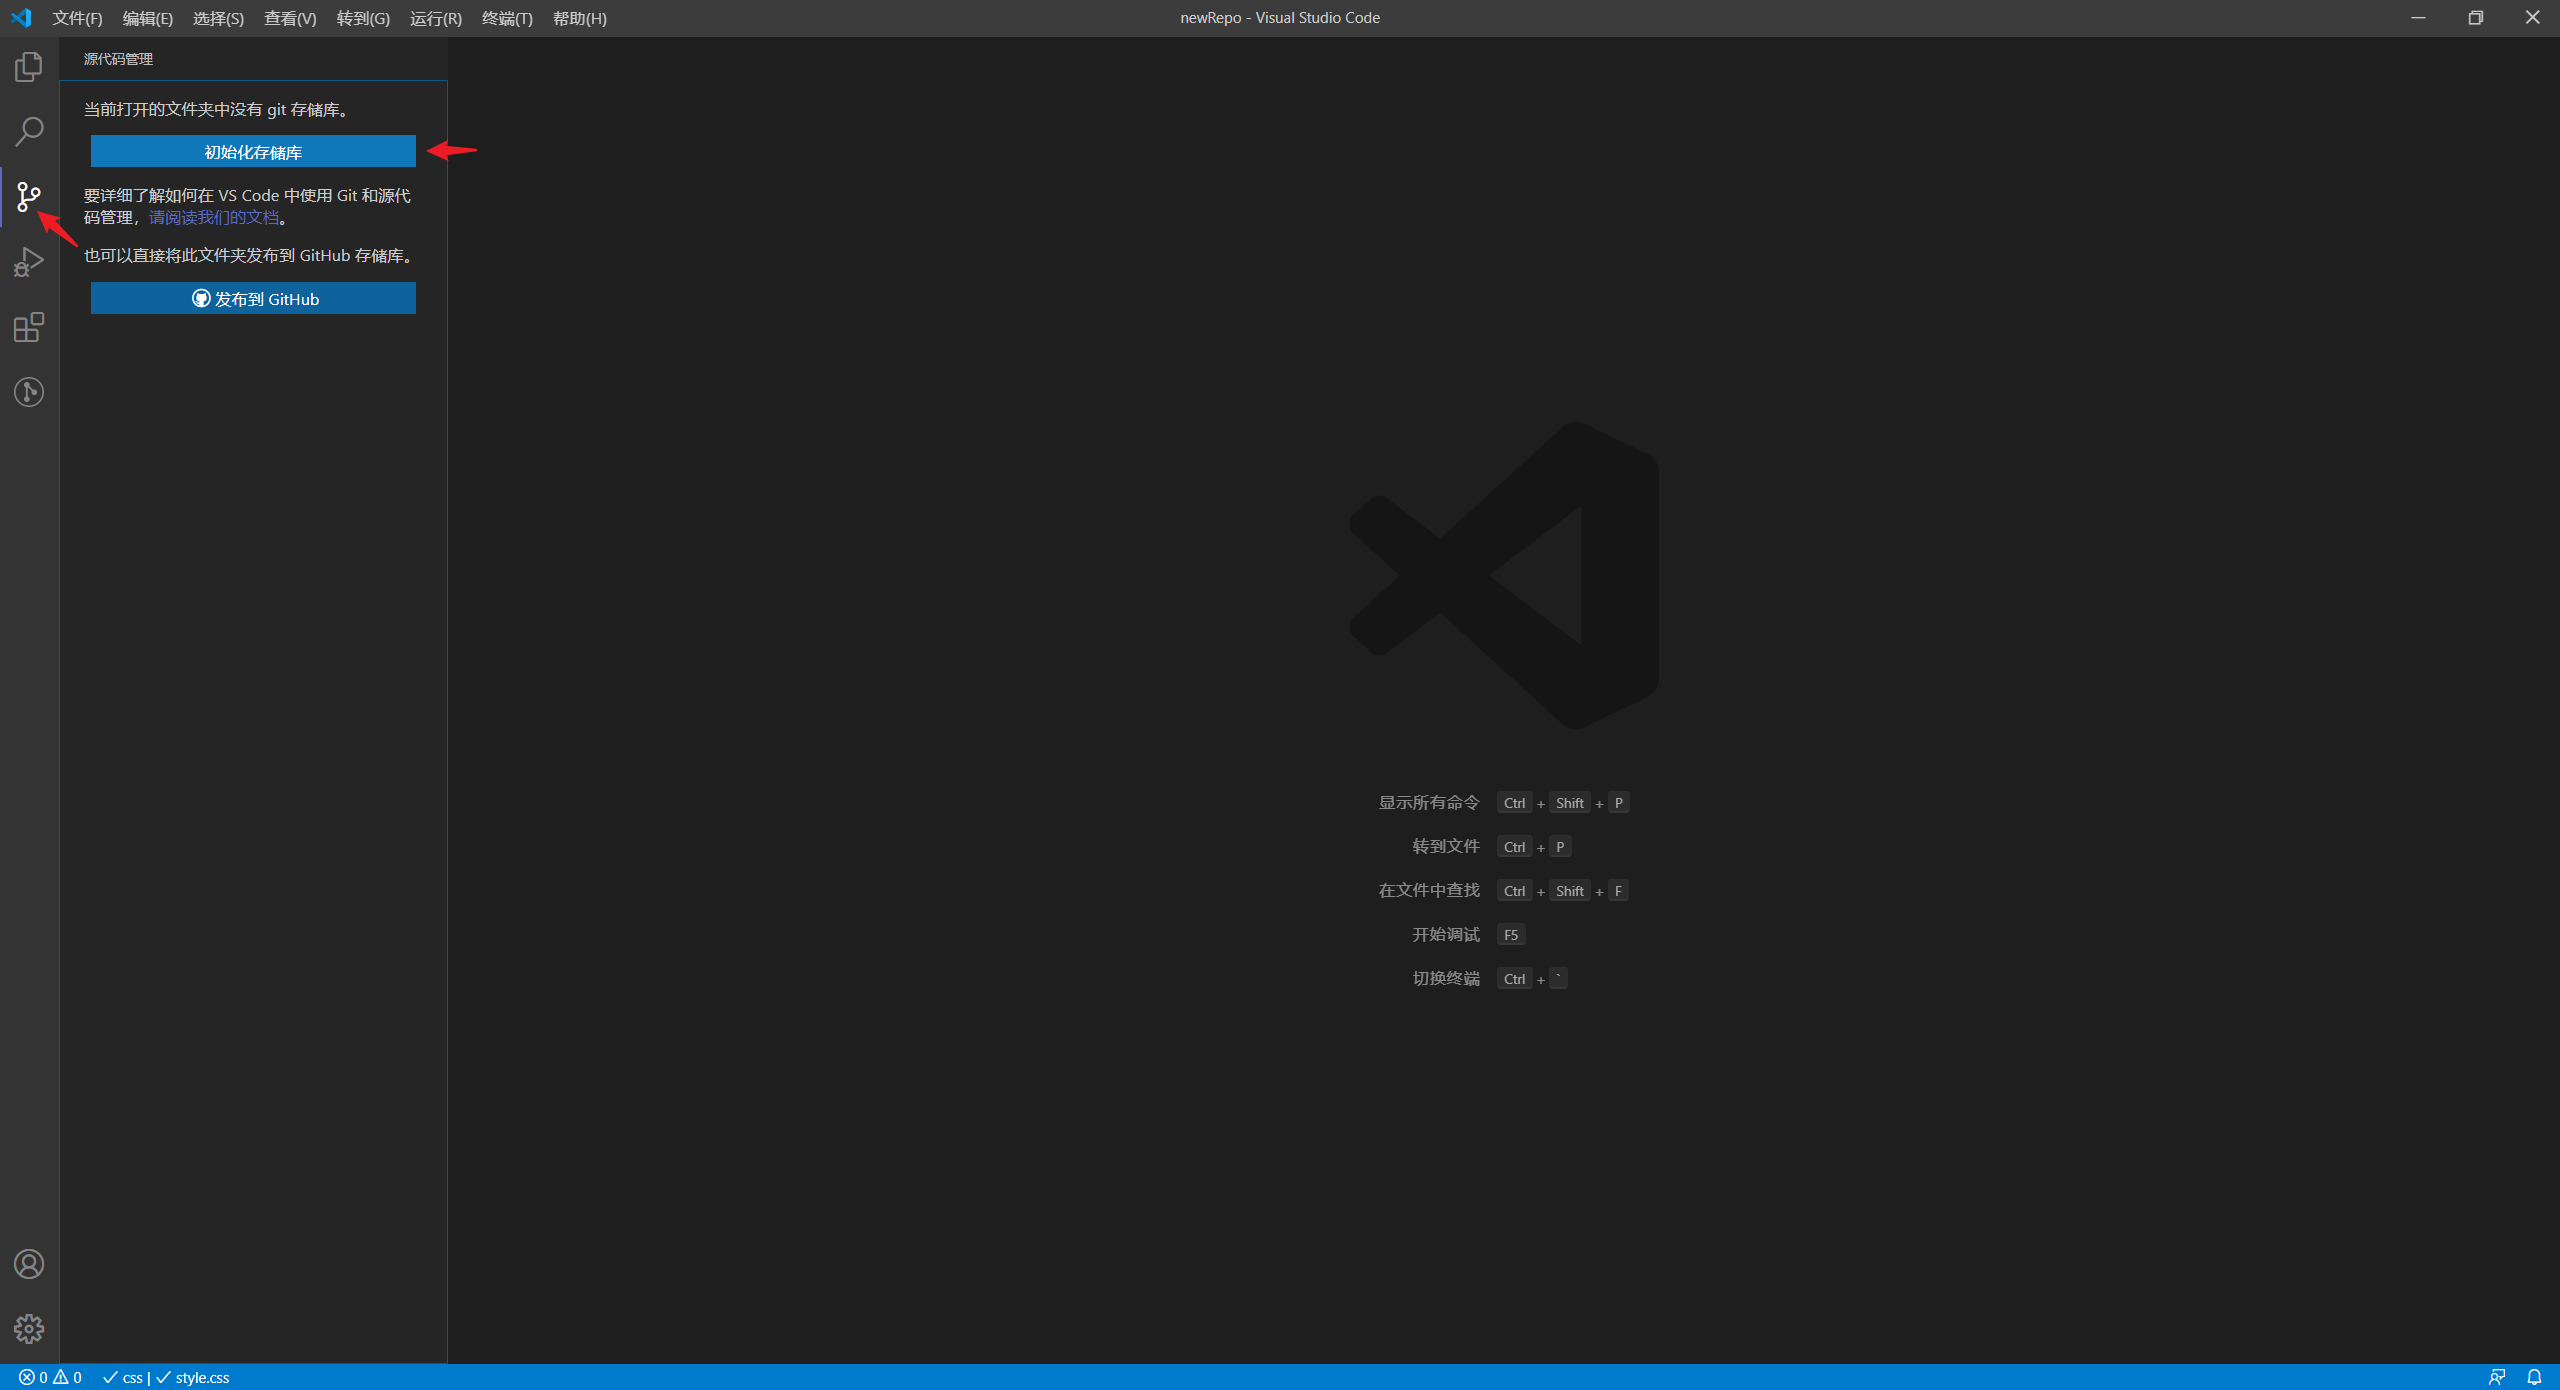 文件(F) 编辑(E) 选择(S) 查看(V) 转到(G) 运行(R) 终端(T) 帮助(H)
newRepo - Visual Studio Code
源代码管理
当前打开的文件夹中没有 git 存储库。
初始化存储库
要详细了解如何在 VS Code 中使用 Git 和源代
码管理，请阅读我们的文档。
也可以直接将此文件夹发布到 GitHub 存储库。
发布到 GitHub
显示所有命令 Ctrl + Shift + P
转到文件 Ctrl + P
在文件中查找 Ctrl + Shift + F
开始调试 F5
切换终端 Ctrl + `
0 0 css | style.css